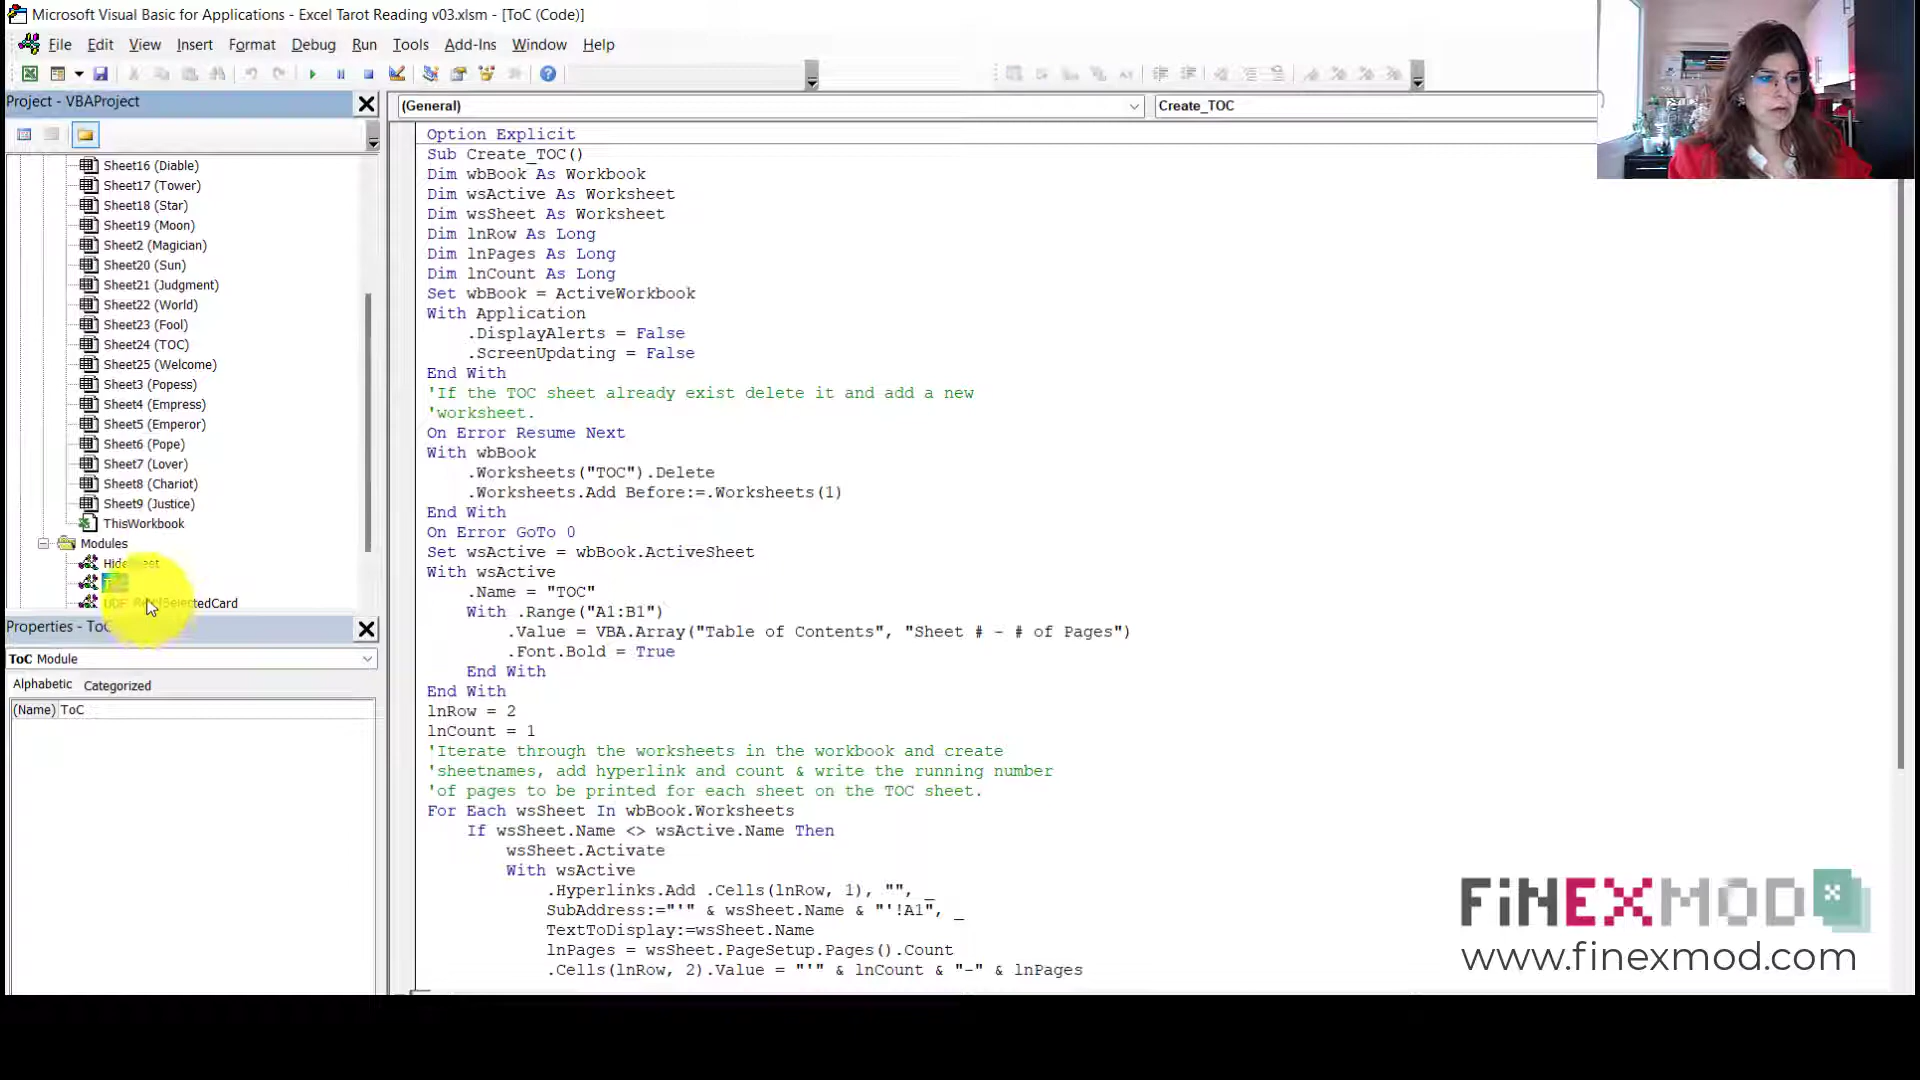 Microsoft Visual Basic for Applications - Excel Tarot Reading v03.xlsm - [ToC (Code)]
File Edit View Insert Format Debug Run Tools Add-Ins Window Help
Project - VBAProject
Sheet16 (Diable)
Sheet17 (Tower)
Sheet18 (Star)
Sheet19 (Moon)
Sheet2 (Magician)
Sheet20 (Sun)
Sheet21 (Judgment)
Sheet22 (World)
Sheet23 (Fool)
Sheet24 (TOC)
Sheet25 (Welcome)
Sheet3 (Popess)
Sheet4 (Empress)
Sheet5 (Emperor)
Sheet6 (Pope)
Sheet7 (Lover)
Sheet8 (Chariot)
Sheet9 (Justice)
ThisWorkbook
Modules
Properties - ToC
ToC Module
Alphabetic Categorized
(Name) ToC
(General) Create_TOC
Option Explicit
Sub Create_TOC()
Dim wbBook As Workbook
Dim wsActive As Worksheet
Dim wsSheet As Worksheet
Dim lnRow As Long
Dim lnPages As Long
Dim lnCount As Long
Set wbBook = ActiveWorkbook
With Application
.DisplayAlerts = False
.ScreenUpdating = False
End With
'If the TOC sheet already exist delete it and add a new
'worksheet.
On Error Resume Next
With wbBook
.Worksheets("TOC").Delete
.Worksheets.Add Before:=.Worksheets(1)
End With
On Error GoTo 0
Set wsActive = wbBook.ActiveSheet
With wsActive
.Name = "TOC"
With .Range("A1:B1")
.Value = VBA.Array("Table of Contents", "Sheet # - # of Pages")
.Font.Bold = True
End With
End With
lnRow = 2
lnCount = 1
'Iterate through the worksheets in the workbook and create
'sheetnames, add hyperlink and count & write the running number
'of pages to be printed for each sheet on the TOC sheet.
For Each wsSheet In wbBook.Worksheets
If wsSheet.Name <> wsActive.Name Then
wsSheet.Activate
With wsActive
.Hyperlinks.Add .Cells(lnRow, 1), "", _
SubAddress:="'" & wsSheet.Name & "'!A1", _
TextToDisplay:=wsSheet.Name
lnPages = wsSheet.PageSetup.Pages().Count
.Cells(lnRow, 2).Value = "'" & lnCount & "-" & lnPages
FiNEXMOD
www.finexmod.com